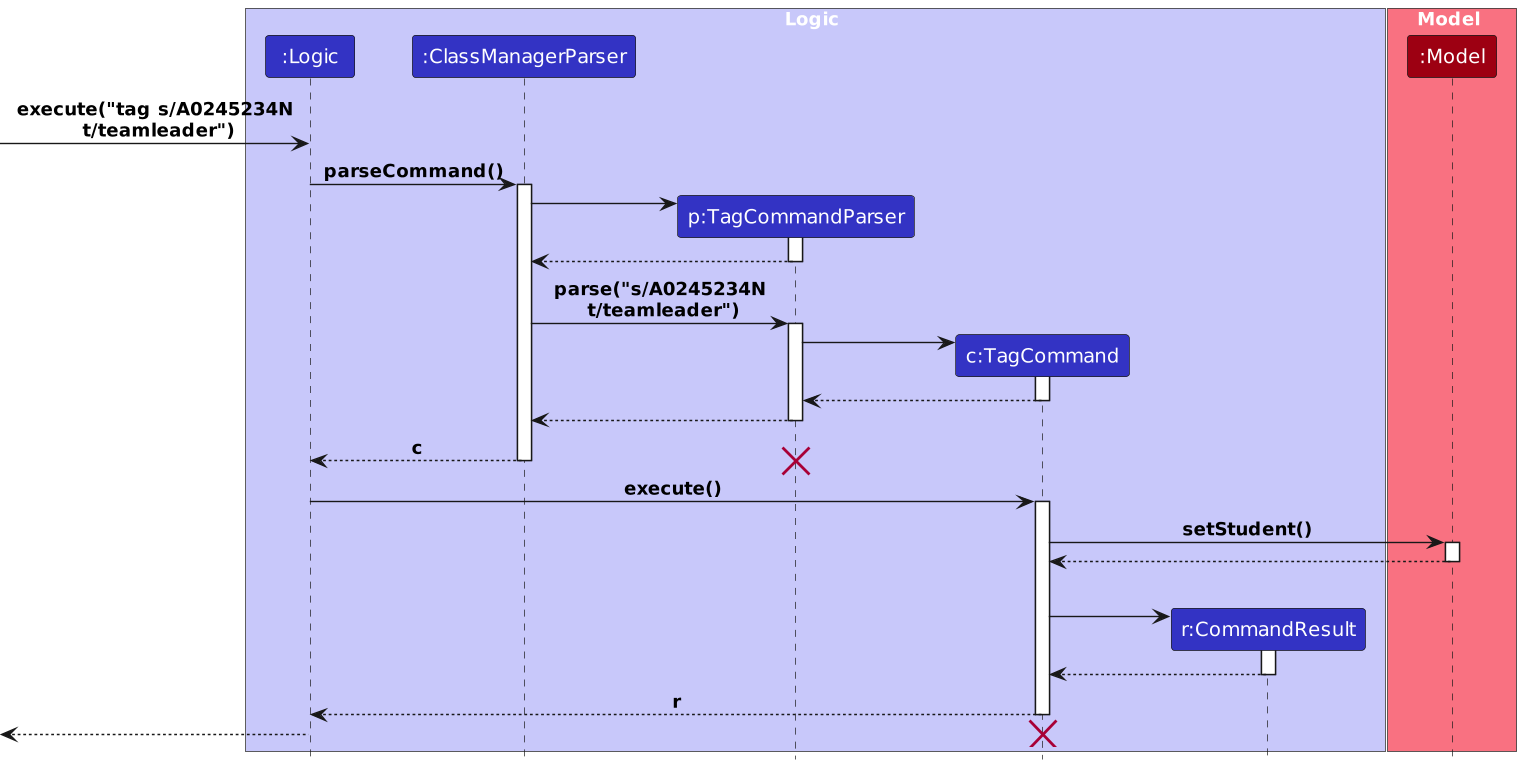 Logic
Model
:Logic
:ClassManagerParser
:Model
execute("tag s/A0245234N
t/teamleader")
parseCommand()
p:TagCommandParser
parse("s/A0245234N
t/teamleader")
c:TagCommand
c
execute()
setStudent()
r:CommandResult
r